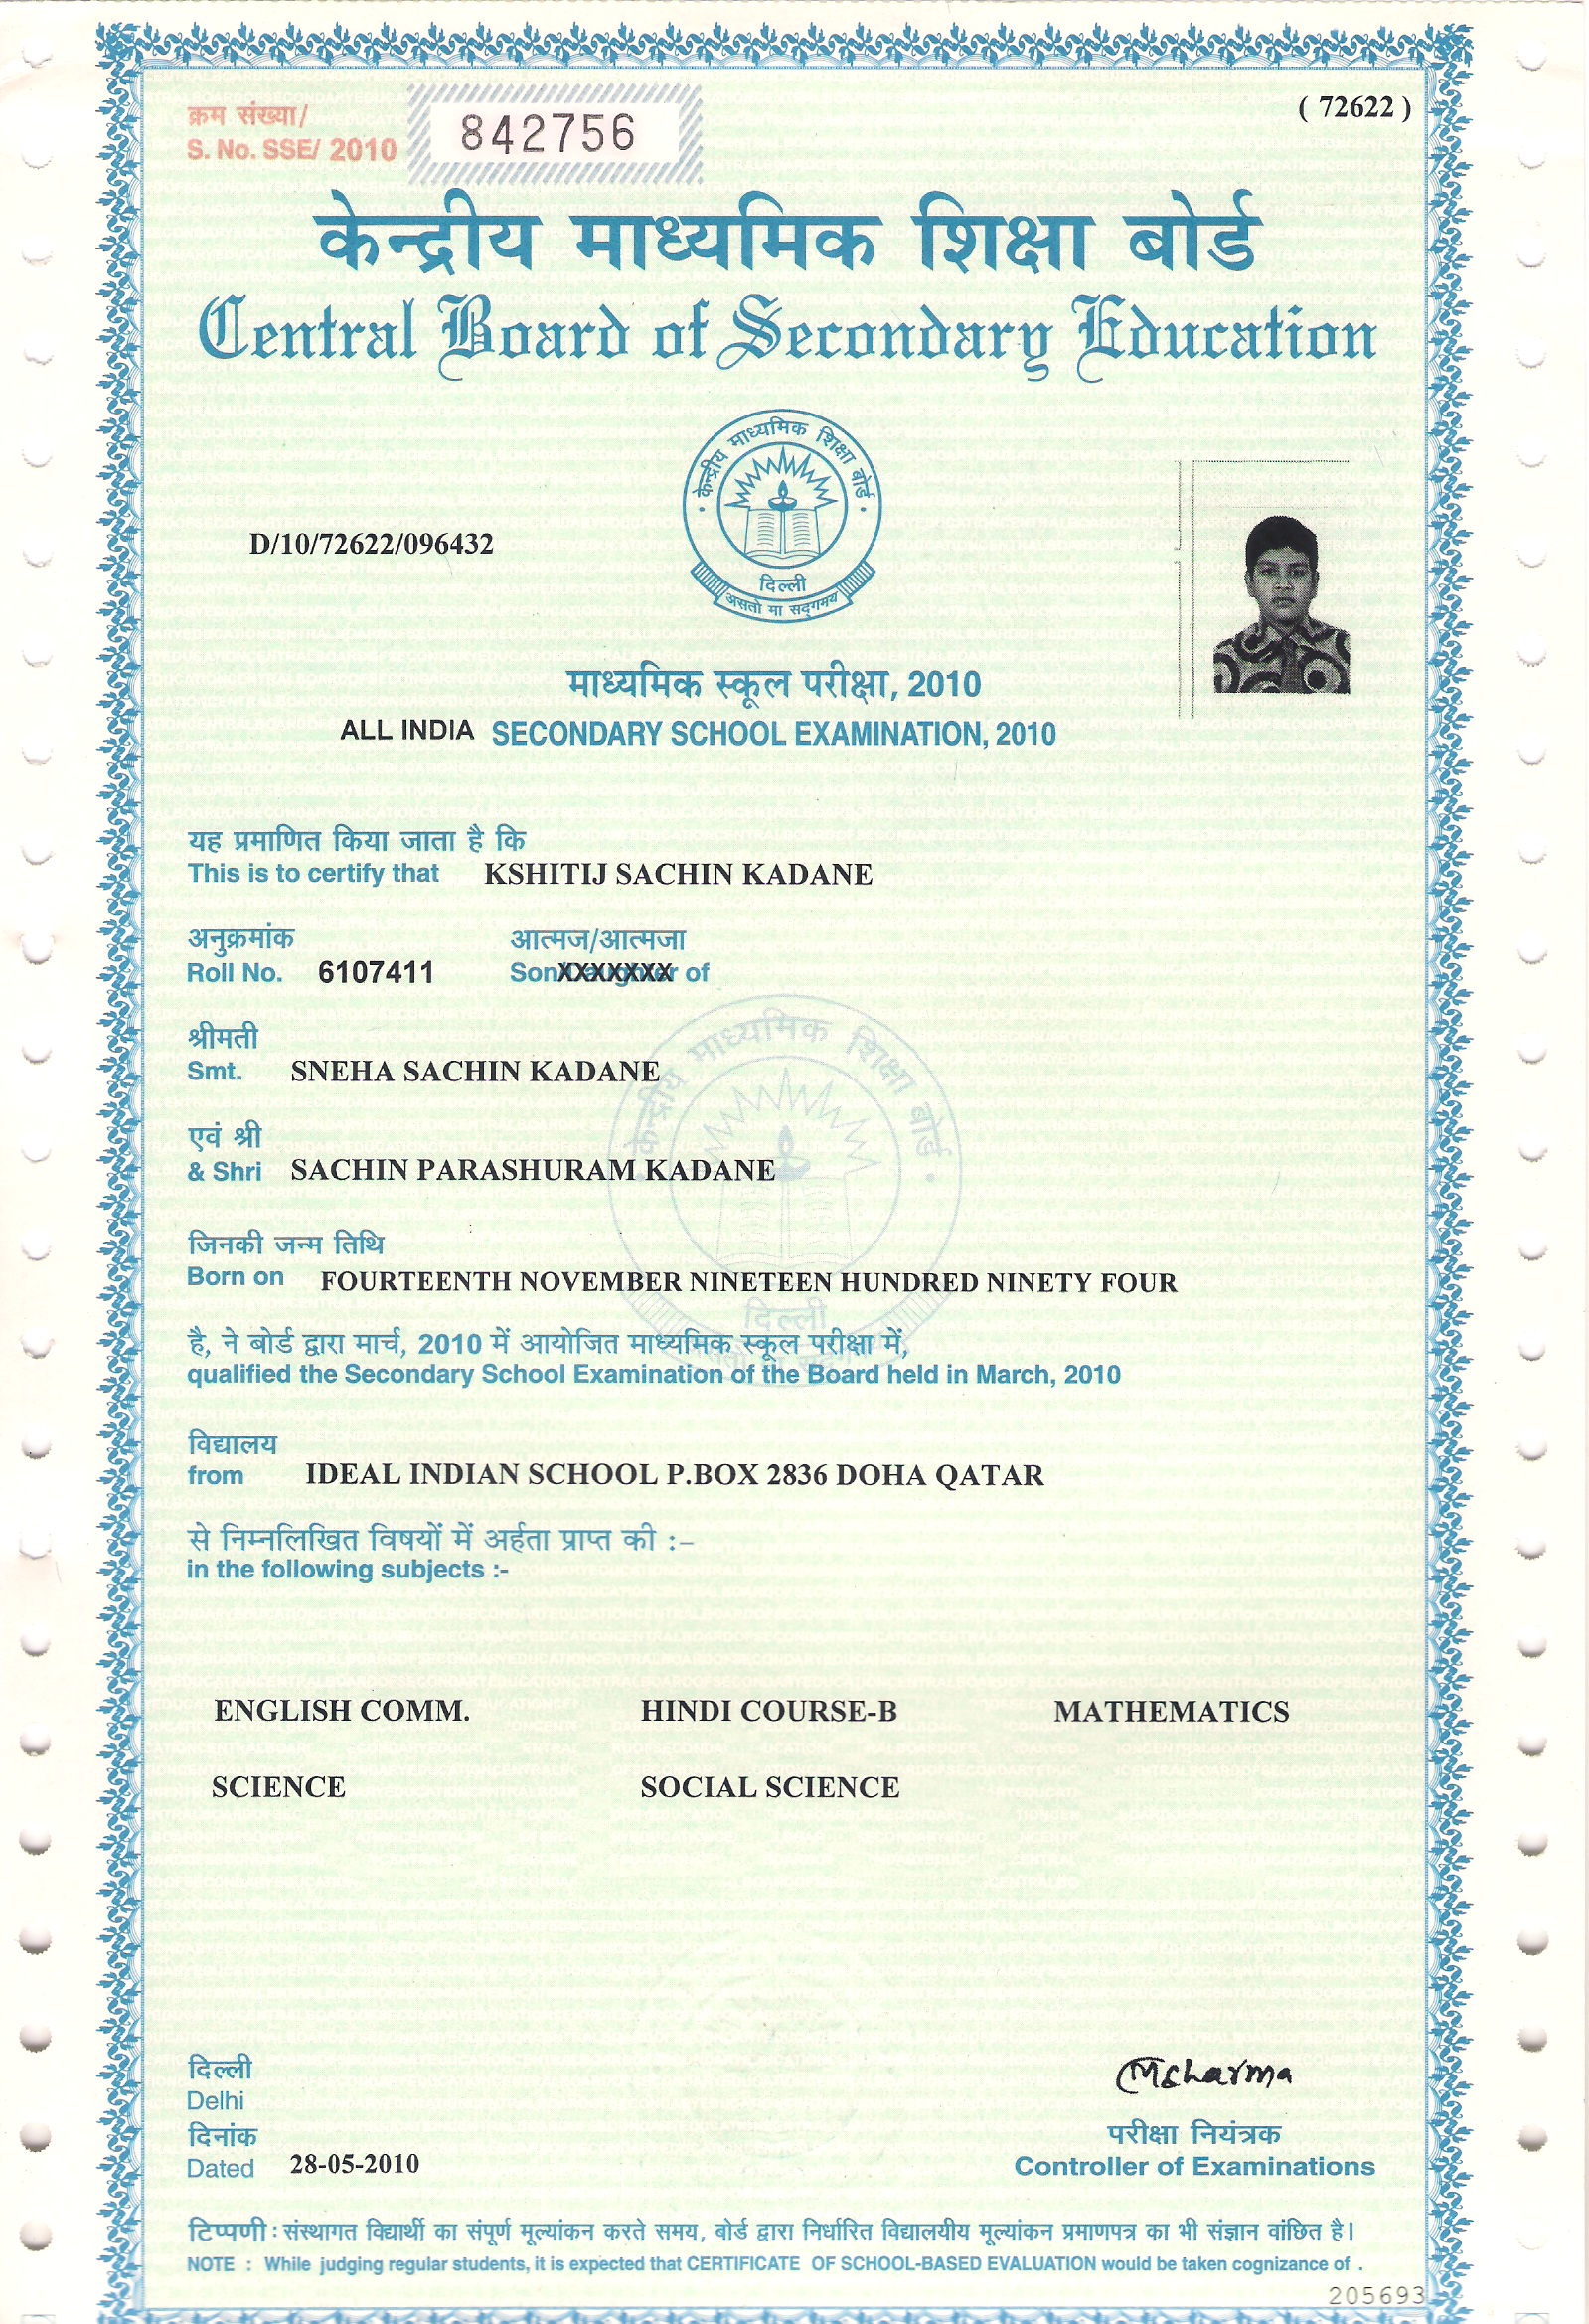 क्रम संख्या/
S. No. SSE/ 2010
842756
( 72622 )
केन्द्रीय माध्यमिक शिक्षा बोर्ड
Central Board of Secondary Education
केन्द्रीय माध्यमिक शिक्षा बोर्ड
दिल्ली
असतो मा सद्गमय
D/10/72622/096432
माध्यमिक स्कूल परीक्षा, 2010
ALL INDIA SECONDARY SCHOOL EXAMINATION, 2010
यह प्रमाणित किया जाता है कि
This is to certify that KSHITIJ SACHIN KADANE
अनुक्रमांक आत्मज/आत्मजा
Roll No. 6107411 Son/XXXXXXX of
श्रीमती
Smt. SNEHA SACHIN KADANE
एवं श्री
& Shri SACHIN PARASHURAM KADANE
जिनकी जन्म तिथि
Born on FOURTEENTH NOVEMBER NINETEEN HUNDRED NINETY FOUR
है, ने बोर्ड द्वारा मार्च, 2010 में आयोजित माध्यमिक स्कूल परीक्षा में,
qualified the Secondary School Examination of the Board held in March, 2010
विद्यालय
from IDEAL INDIAN SCHOOL P.BOX 2836 DOHA QATAR
से निम्नलिखित विषयों में अर्हता प्राप्त की :–
in the following subjects :-
ENGLISH COMM. HINDI COURSE-B MATHEMATICS
SCIENCE SOCIAL SCIENCE
दिल्ली
Delhi
दिनांक
Dated 28-05-2010
MSharma
परीक्षा नियंत्रक
Controller of Examinations
टिप्पणी : संस्थागत विद्यार्थी का संपूर्ण मूल्यांकन करते समय, बोर्ड द्वारा निर्धारित विद्यालयीय मूल्यांकन प्रमाणपत्र का भी संज्ञान वांछित है।
NOTE : While judging regular students, it is expected that CERTIFICATE OF SCHOOL-BASED EVALUATION would be taken cognizance of .
205693